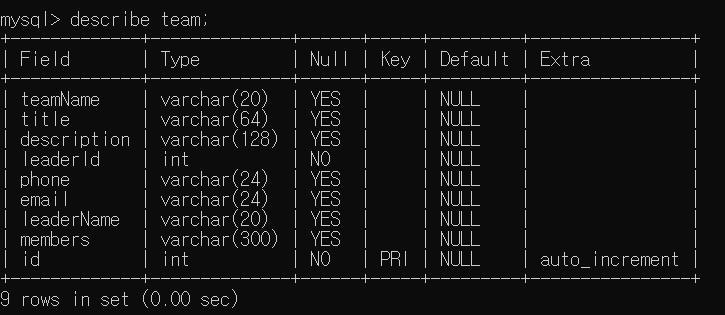 mysql> describe team;
+-------------+--------------+------+-----+---------+----------------+
| Field       | Type         | Null | Key | Default | Extra          |
+-------------+--------------+------+-----+---------+----------------+
| teamName    | varchar(20)  | YES  |     | NULL    |                |
| title       | varchar(64)  | YES  |     | NULL    |                |
| description | varchar(128) | YES  |     | NULL    |                |
| leaderId    | int          | NO   |     | NULL    |                |
| phone       | varchar(24)  | YES  |     | NULL    |                |
| email       | varchar(24)  | YES  |     | NULL    |                |
| leaderName  | varchar(20)  | YES  |     | NULL    |                |
| members     | varchar(300) | YES  |     | NULL    |                |
| id          | int          | NO   | PRI | NULL    | auto_increment |
+-------------+--------------+------+-----+---------+----------------+
9 rows in set (0.00 sec)